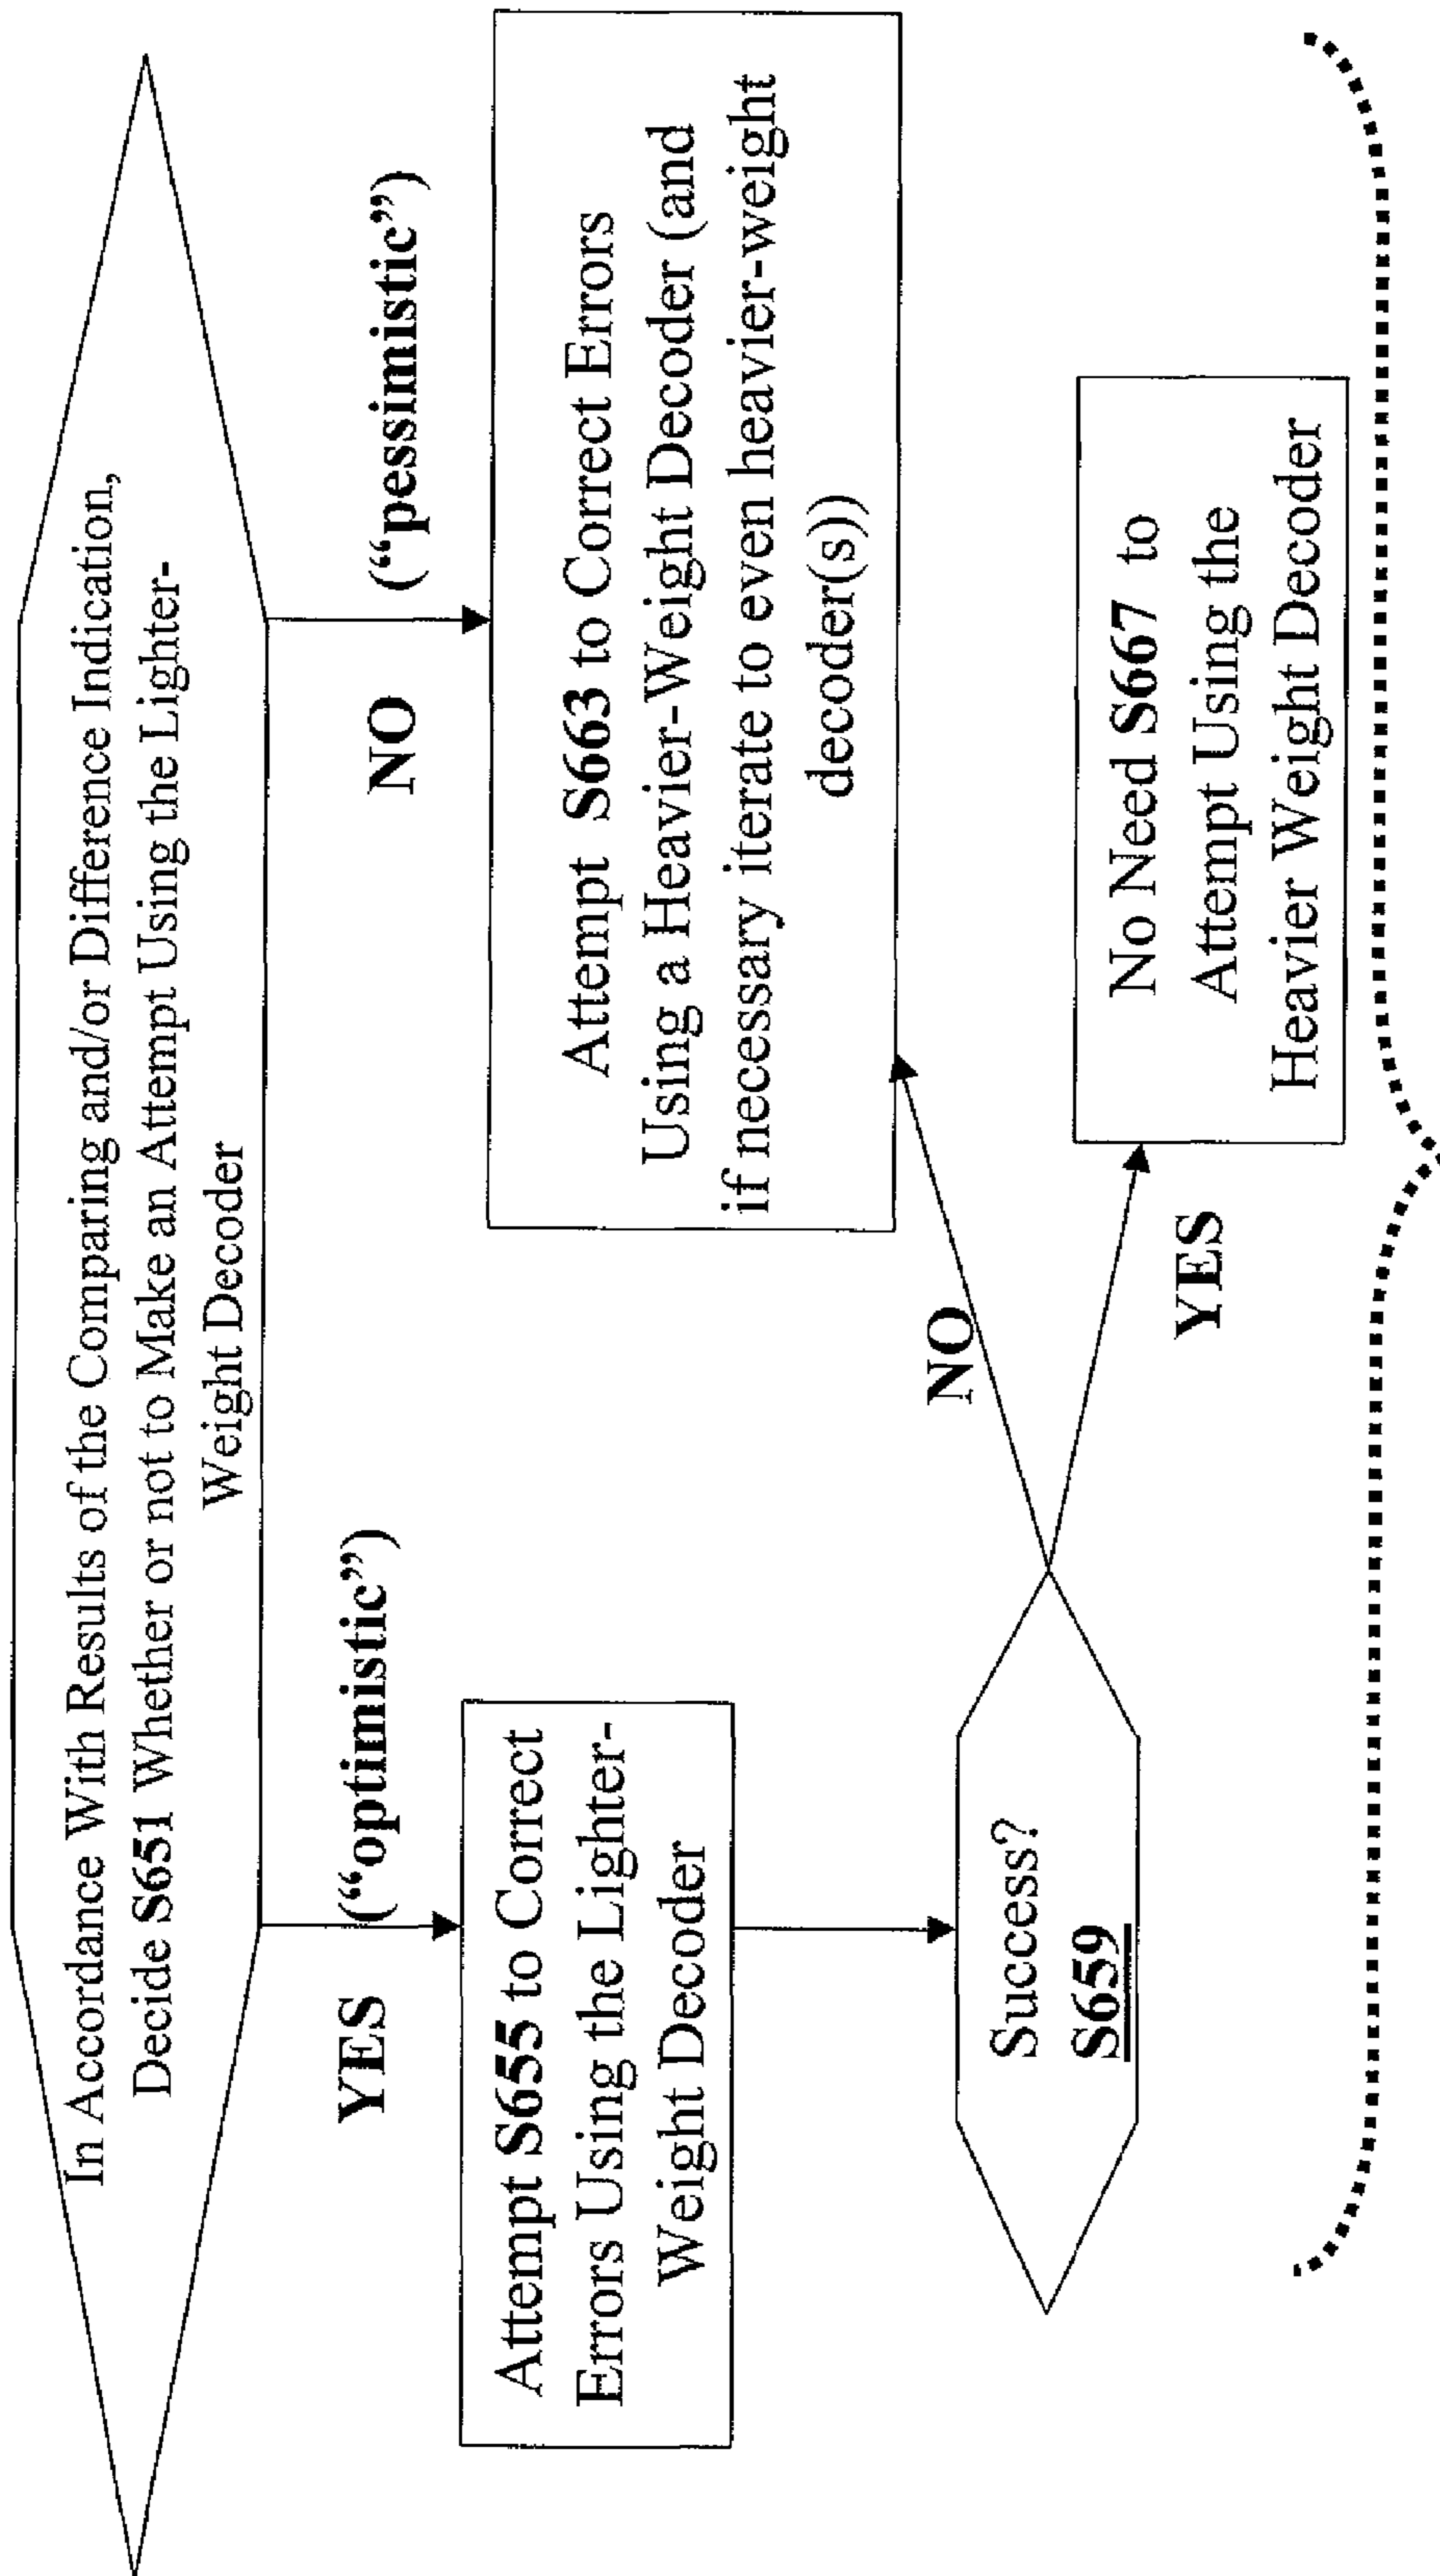 In Accordance With Results of the Comparing and/or Difference Indication,
Decide S651 Whether or not to Make an Attempt Using the Lighter-
Weight Decoder
YES
(“optimistic”)
NO
(“pessimistic”)
Attempt S655 to Correct
Errors Using the Lighter-
Weight Decoder
Attempt S663 to Correct Errors
Using a Heavier-Weight Decoder (and
if necessary iterate to even heavier-weight
decoder(s))
Success?
S659
NO
YES
No Need S667 to
Attempt Using the
Heavier Weight Decoder